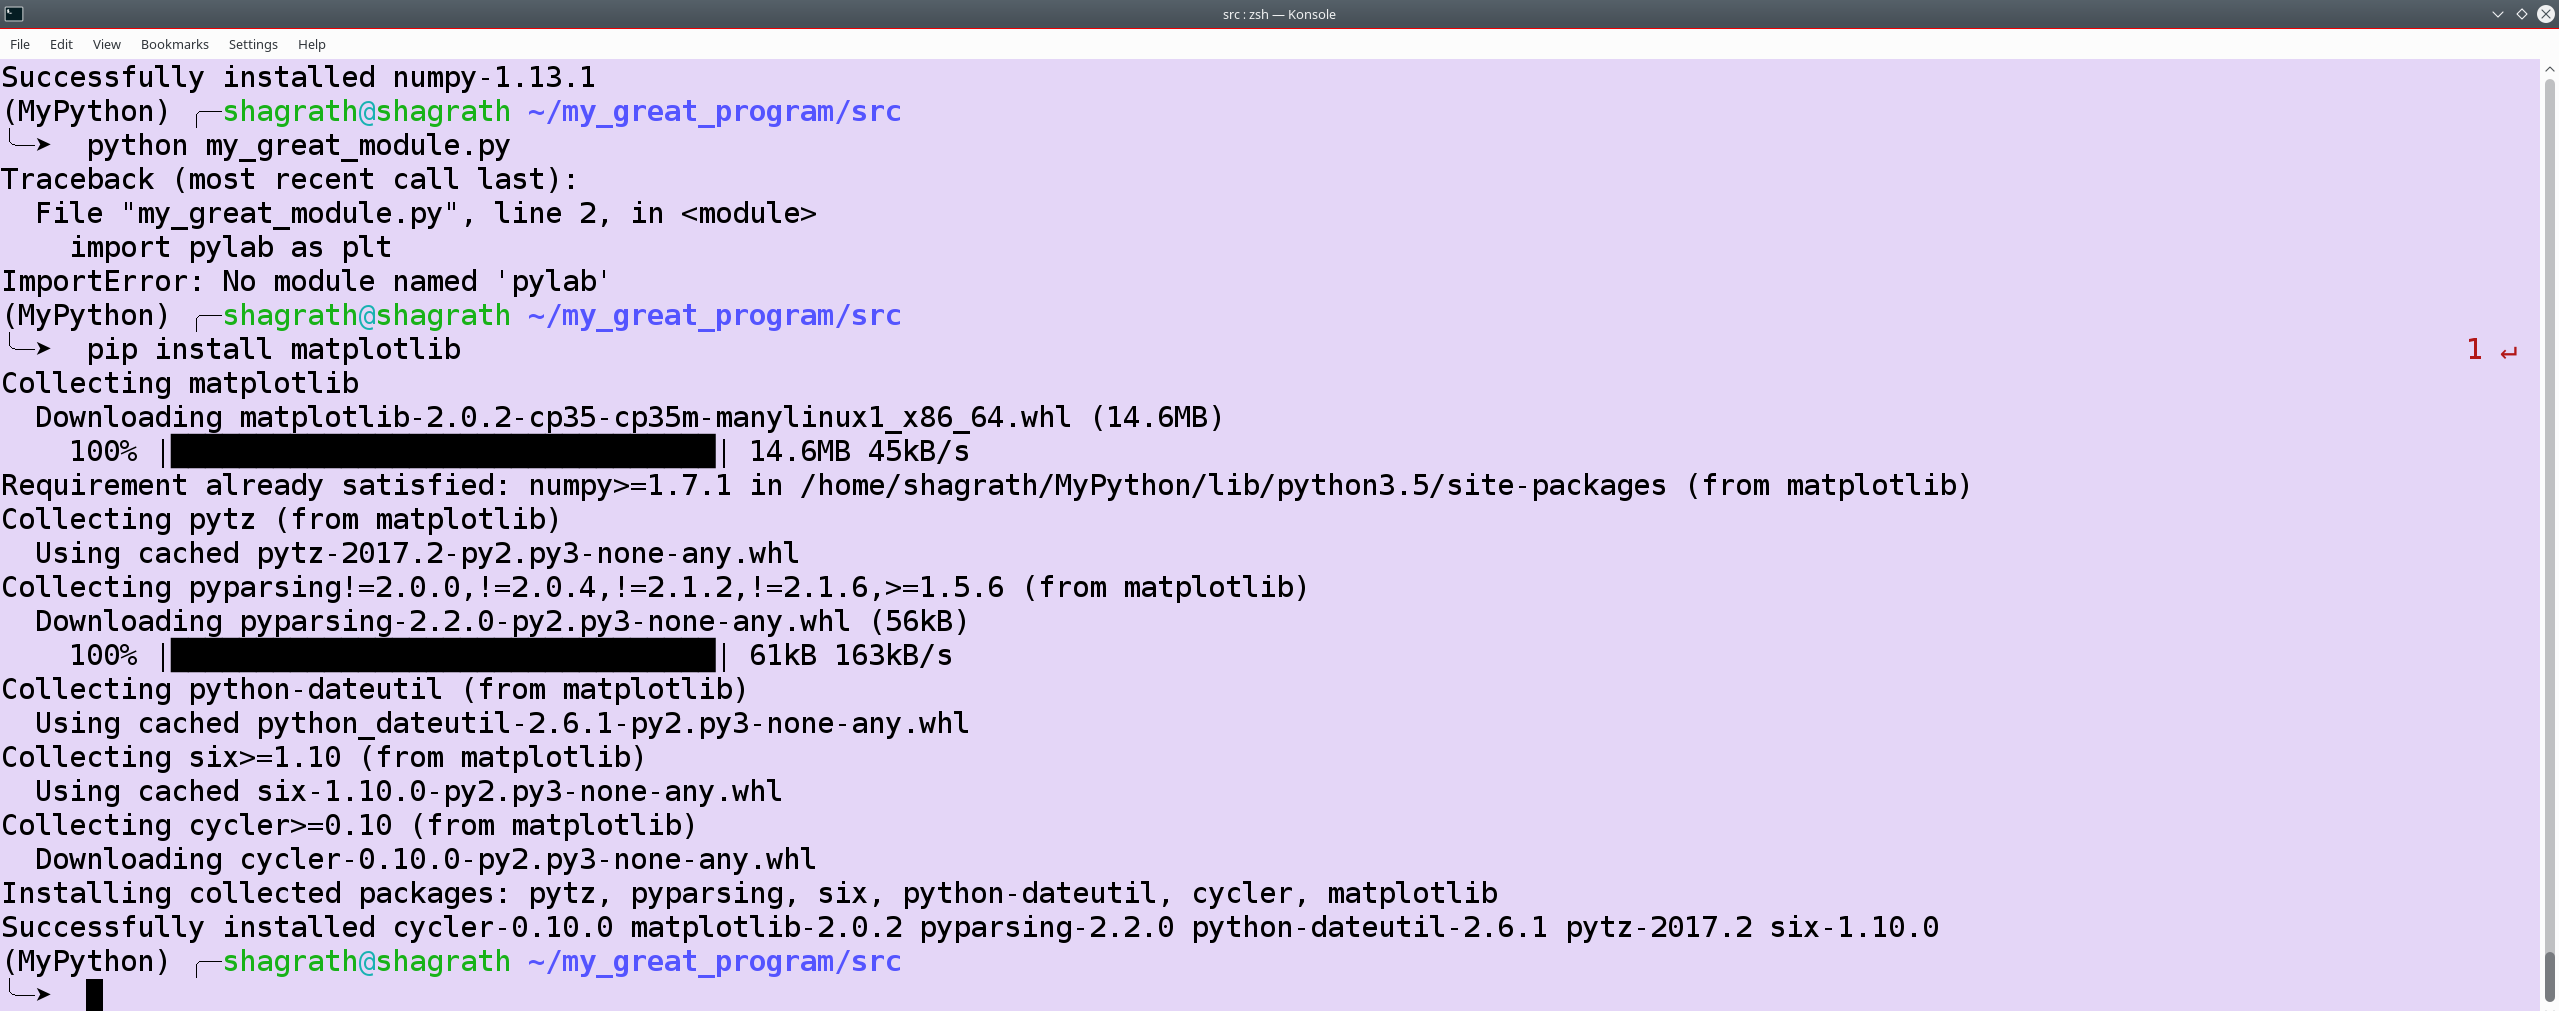 src : zsh — Konsole
File Edit View Bookmarks Settings Help
Successfully installed numpy-1.13.1
(MyPython) ╭─shagrath@shagrath ~/my_great_program/src
╰─➤  python my_great_module.py
Traceback (most recent call last):
  File "my_great_module.py", line 2, in <module>
    import pylab as plt
ImportError: No module named 'pylab'
(MyPython) ╭─shagrath@shagrath ~/my_great_program/src
╰─➤  pip install matplotlib 1 ↵
Collecting matplotlib
  Downloading matplotlib-2.0.2-cp35-cp35m-manylinux1_x86_64.whl (14.6MB)
    100% |████████████████████████████████| 14.6MB 45kB/s
Requirement already satisfied: numpy>=1.7.1 in /home/shagrath/MyPython/lib/python3.5/site-packages (from matplotlib)
Collecting pytz (from matplotlib)
  Using cached pytz-2017.2-py2.py3-none-any.whl
Collecting pyparsing!=2.0.0,!=2.0.4,!=2.1.2,!=2.1.6,>=1.5.6 (from matplotlib)
  Downloading pyparsing-2.2.0-py2.py3-none-any.whl (56kB)
    100% |████████████████████████████████| 61kB 163kB/s
Collecting python-dateutil (from matplotlib)
  Using cached python_dateutil-2.6.1-py2.py3-none-any.whl
Collecting six>=1.10 (from matplotlib)
  Using cached six-1.10.0-py2.py3-none-any.whl
Collecting cycler>=0.10 (from matplotlib)
  Downloading cycler-0.10.0-py2.py3-none-any.whl
Installing collected packages: pytz, pyparsing, six, python-dateutil, cycler, matplotlib
Successfully installed cycler-0.10.0 matplotlib-2.0.2 pyparsing-2.2.0 python-dateutil-2.6.1 pytz-2017.2 six-1.10.0
(MyPython) ╭─shagrath@shagrath ~/my_great_program/src
╰─➤